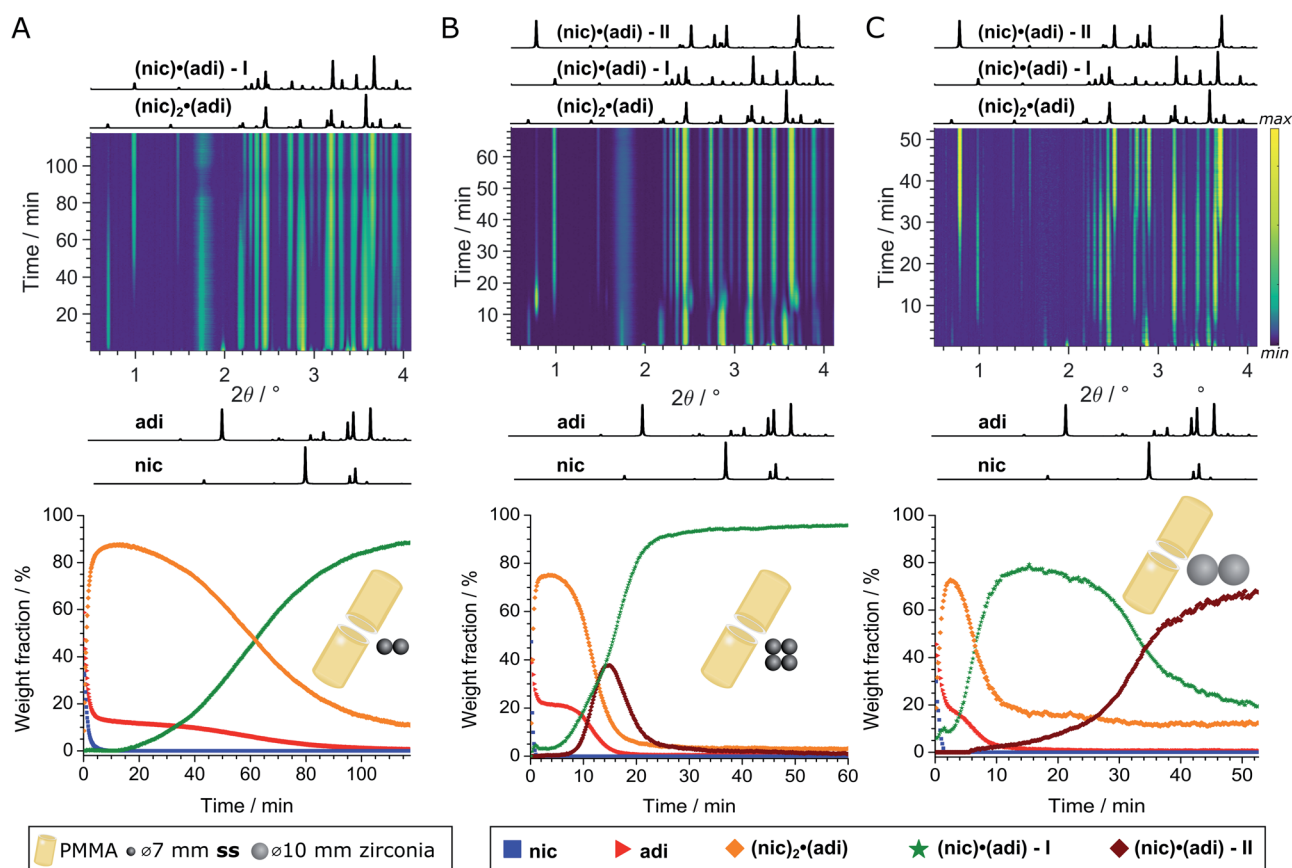 A
(nic)•(adi) - I
(nic)₂•(adi)
Time / min
100
80
60
40
20
1 2 3 4
2θ / °
adi
nic
Weight fraction / %
100
80
60
40
20
0
0 20 40 60 80 100
Time / min
B
(nic)•(adi) - II
(nic)•(adi) - I
(nic)₂•(adi)
Time / min
60
50
40
30
20
10
1 2 3 4
2θ / °
adi
nic
Weight fraction / %
100
80
60
40
20
0
0 10 20 30 40 50 60
Time / min
C
(nic)•(adi) - II
(nic)•(adi) - I
(nic)₂•(adi)
max
min
Time / min
50
40
30
20
10
1 2 3 4
2θ / ° °
adi
nic
Weight fraction / %
100
80
60
40
20
0
0 10 20 30 40 50
Time / min
PMMA ⌀7 mm ss ⌀10 mm zirconia
nic adi (nic)₂•(adi) (nic)•(adi) - I (nic)•(adi) - II